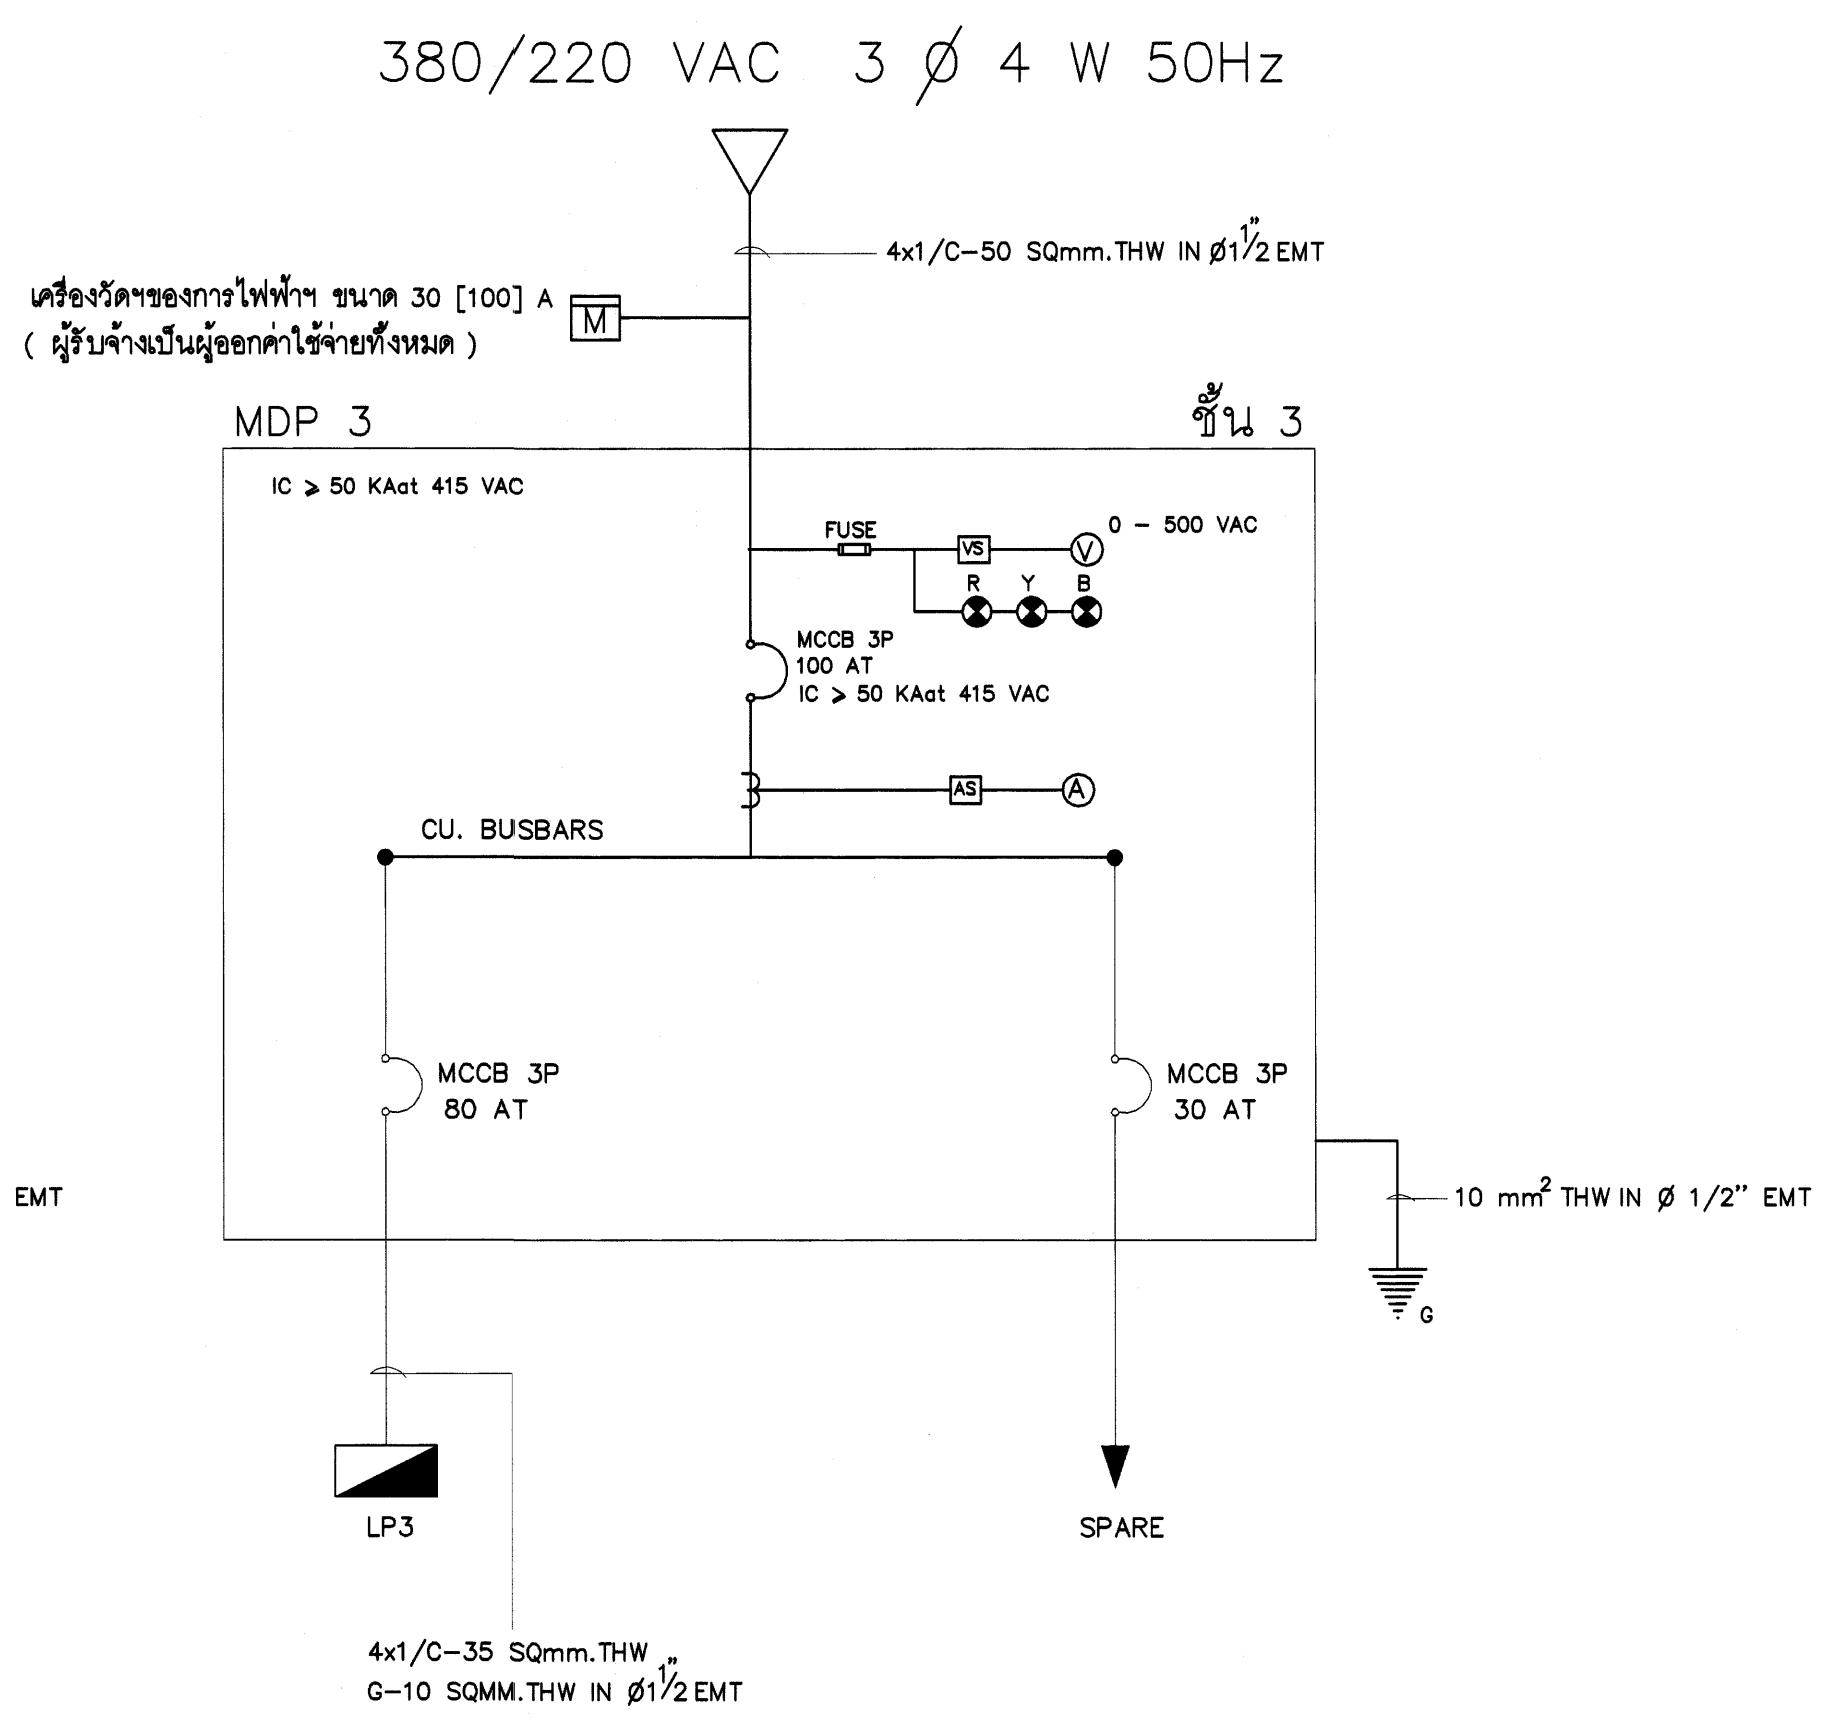 380/220 VAC 3 Ø 4 W 50Hz
4x1/C-50 SQmm.THW IN Ø1 1/2" EMT
เครื่องวัดฯของการไฟฟ้าฯ ขนาด 30 [100] A
( ผู้รับจ้างเป็นผู้ออกค่าใช้จ่ายทั้งหมด )
M
MDP 3
ชั้น 3
IC ⩾ 50 KAat 415 VAC
FUSE
VS
V
0 - 500 VAC
R Y B
MCCB 3P
100 AT
IC ⩾ 50 KAat 415 VAC
AS
A
CU. BUSBARS
MCCB 3P
80 AT
MCCB 3P
30 AT
EMT
10 mm² THW IN Ø 1/2" EMT
G
LP3
SPARE
4x1/C-35 SQmm.THW
G-10 SQMM.THW IN Ø1 1/2" EMT